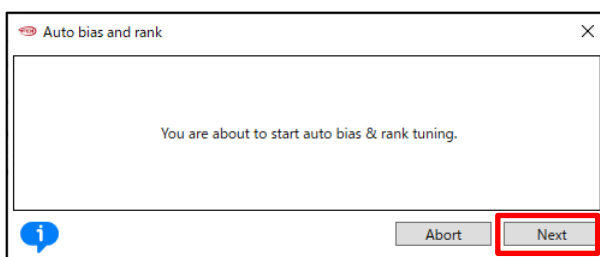 Auto bias and rank
You are about to start auto bias & rank tuning.
Abort
Next